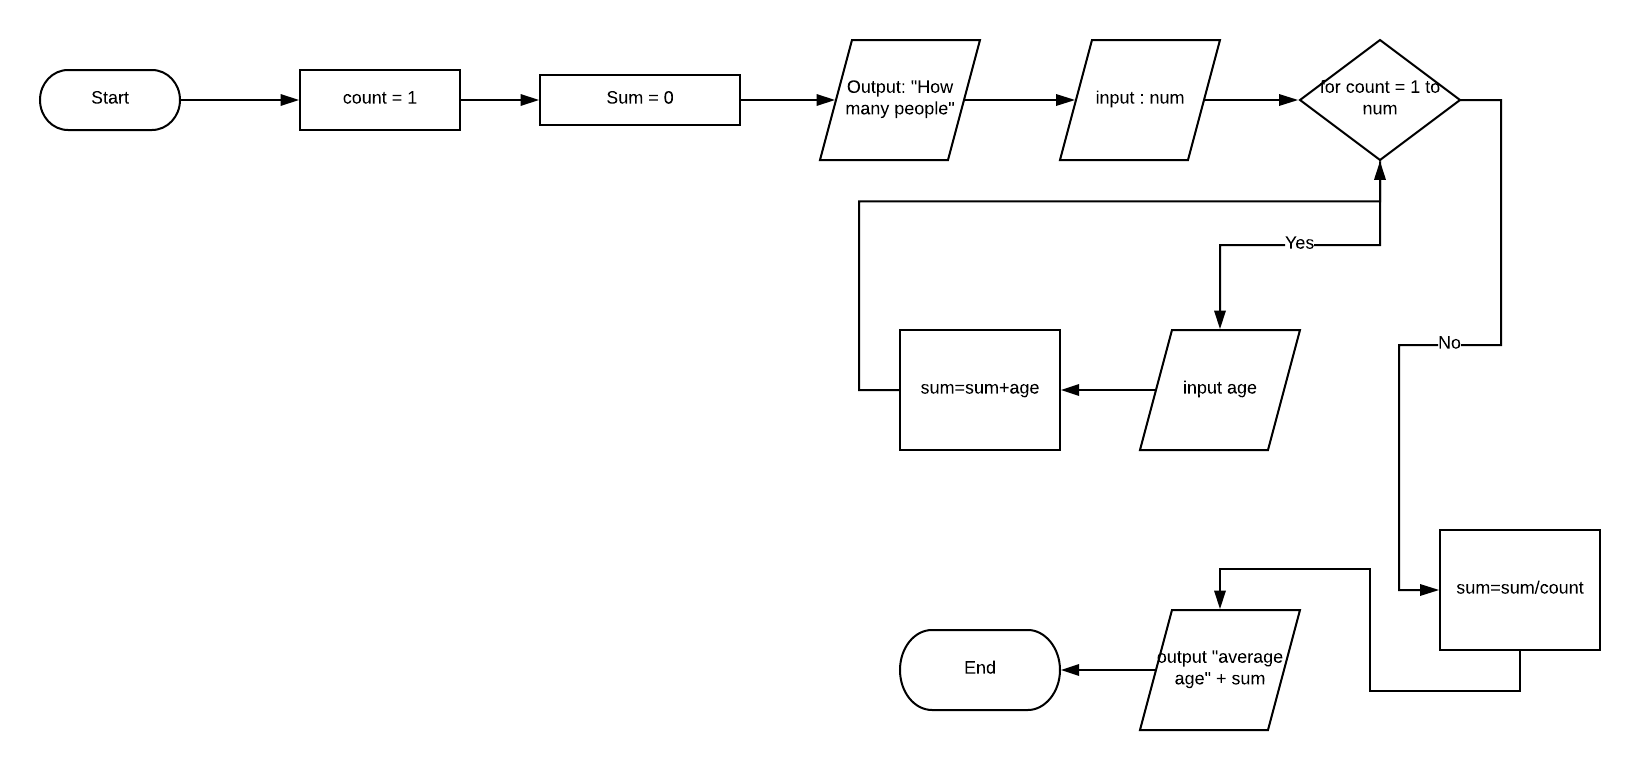 Start
count = 1
Sum = 0
Output: "How
many people"
input : num
for count = 1 to
num
Yes
No
sum=sum+age
input age
sum=sum/count
output "average
age" + sum
End